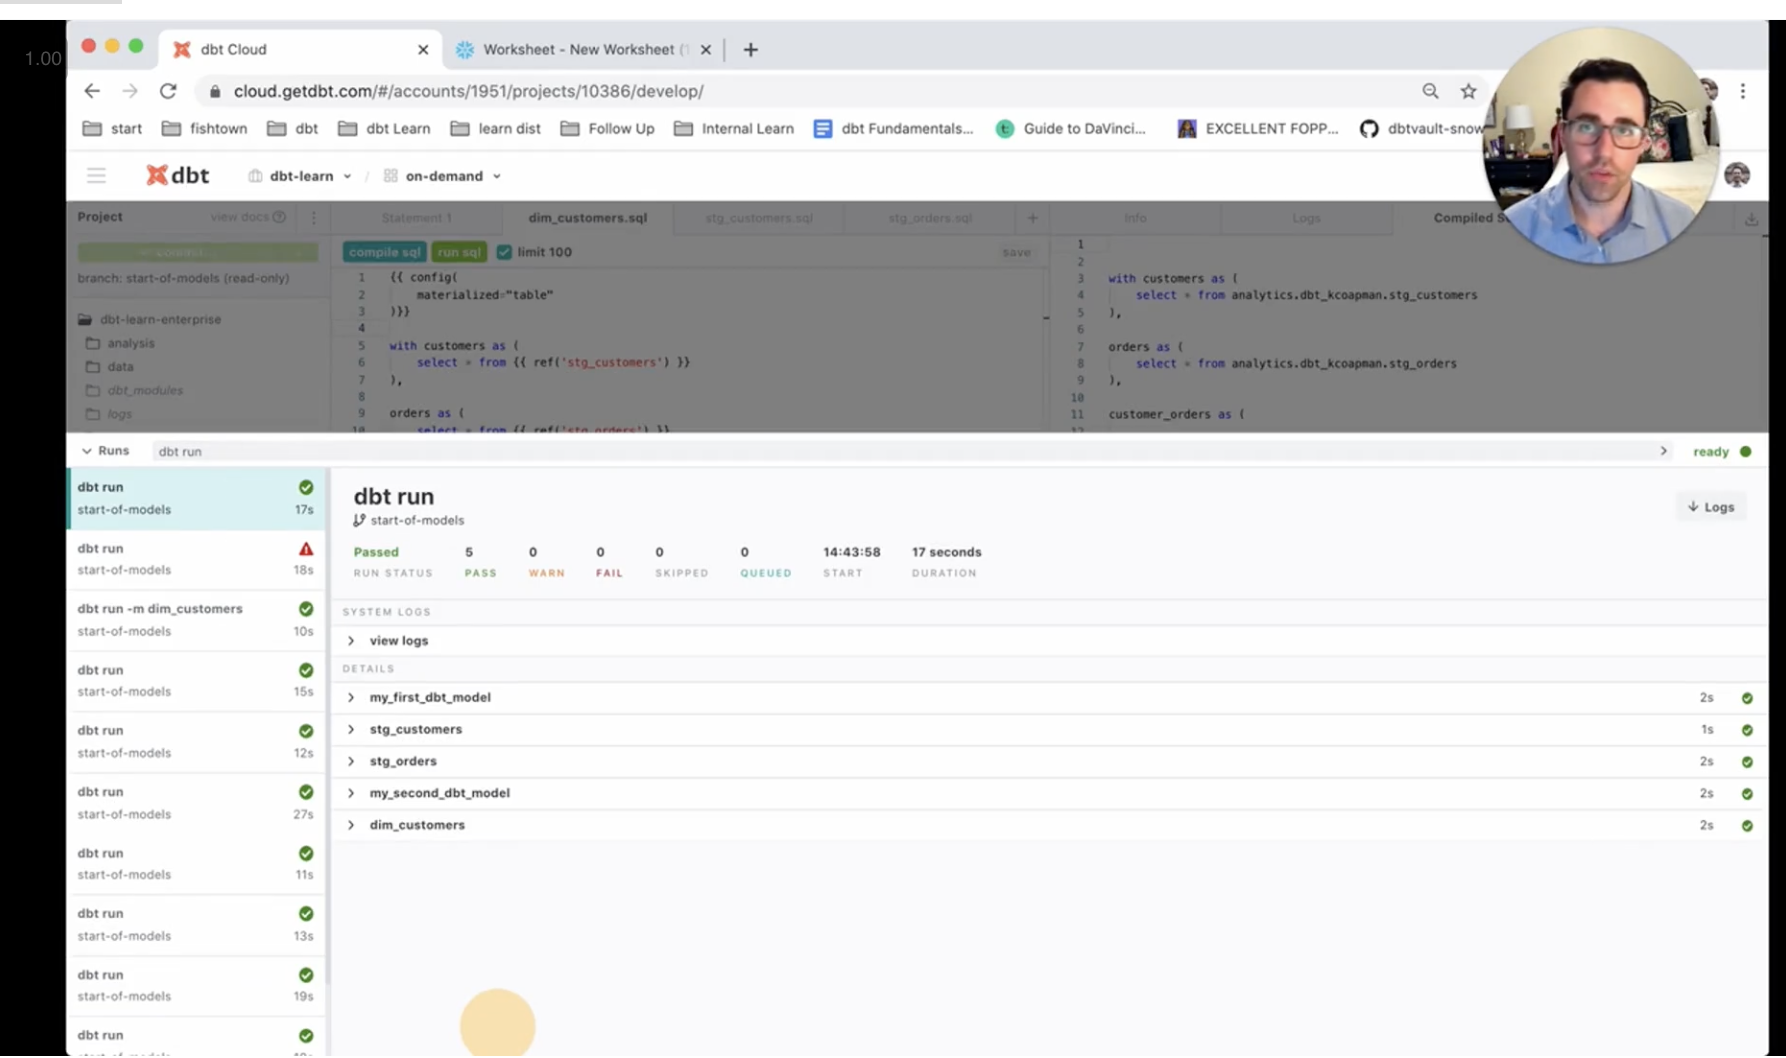 1.00
dbt Cloud
Worksheet - New Worksheet (1
cloud.getdbt.com/#/accounts/1951/projects/10386/develop/
start fishtown dbt dbt Learn learn dist Follow Up Internal Learn dbt Fundamentals... Guide to DaVinci... EXCELLENT FOPP... dbtvault-snow
dbt dbt-learn / on-demand
Project view docs
Statement 1 dim_customers.sql stg_customers.sql stg_orders.sql +
Info Logs Compiled S
compile sql run sql limit 100 save
branch: start-of-models (read-only)
dbt-learn-enterprise
analysis
data
dbt_modules
logs
1 {{ config(
2 materialized="table"
3 )}}
4
5 with customers as (
6 select * from {{ ref('stg_customers') }}
7 ),
8
9 orders as (
10 select * from {{ ref('stg_orders') }}
1
2
3 with customers as (
4 select * from analytics.dbt_kcoapman.stg_customers
5 ),
6
7 orders as (
8 select * from analytics.dbt_kcoapman.stg_orders
9 ),
10
11 customer_orders as (
12
Runs dbt run ready
dbt run
start-of-models 17s
dbt run
start-of-models 18s
dbt run -m dim_customers
start-of-models 10s
dbt run
start-of-models 15s
dbt run
start-of-models 12s
dbt run
start-of-models 27s
dbt run
start-of-models 11s
dbt run
start-of-models 13s
dbt run
start-of-models 19s
dbt run
dbt run
start-of-models
Logs
Passed 5 0 0 0 0 14:43:58 17 seconds
RUN STATUS PASS WARN FAIL SKIPPED QUEUED START DURATION
SYSTEM LOGS
view logs
DETAILS
my_first_dbt_model 2s
stg_customers 1s
stg_orders 2s
my_second_dbt_model 2s
dim_customers 2s